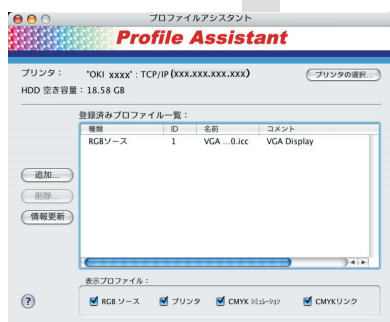 プロファイルアシスタント
Profile Assistant
プリンタ： "OKI xxxx" : TCP/IP (xxx.xxx.xxx.xxx) プリンタの選択...
HDD 空き容量：18.58 GB
登録済みプロファイル一覧：
種類 ID 名前 コメント
RGBソース 1 VGA ...0.icc VGA Display
追加...
削除...
情報更新
表示プロファイル：
? RGB ソース プリンタ CMYK シミュレーション CMYKリンク